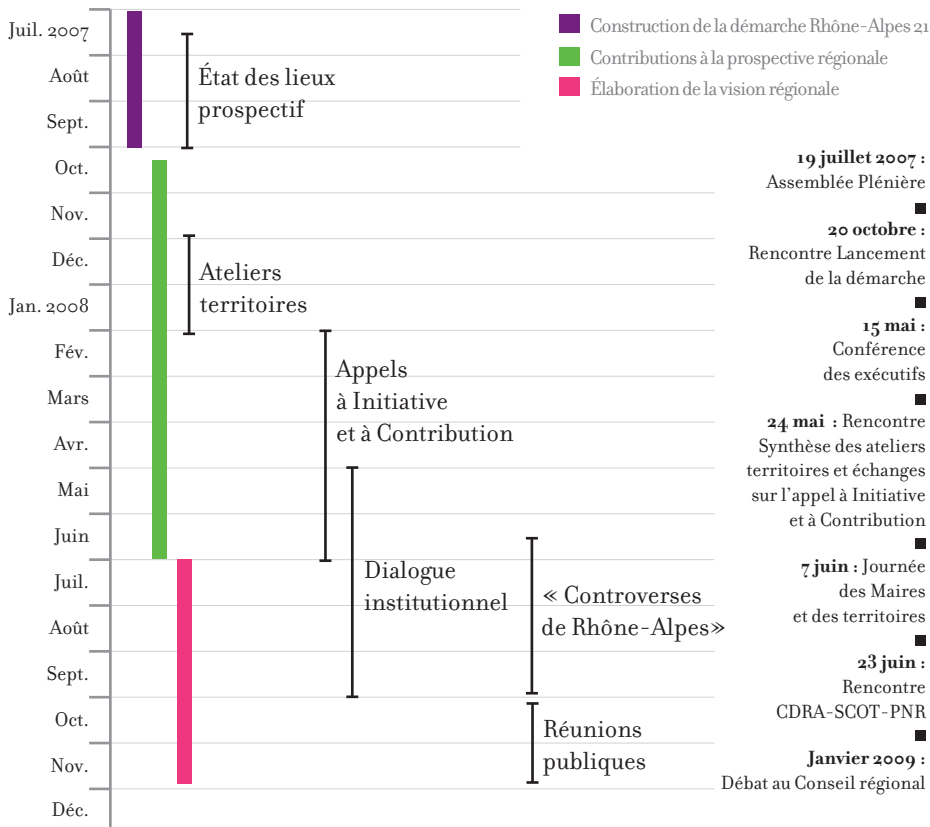 Juil. 2007
Août
Sept.
Oct.
Nov.
Déc.
Jan. 2008
Fév.
Mars
Avr.
Mai
Juin
Juil.
Août
Sept.
Oct.
Nov.
Déc.
État des lieux
prospectif
Ateliers
territoires
Appels
à Initiative
et à Contribution
Dialogue
institutionnel
« Controverses
de Rhône-Alpes»
Réunions
publiques
Construction de la démarche Rhône-Alpes 21
Contributions à la prospective régionale
Élaboration de la vision régionale
19 juillet 2007 :
Assemblée Plénière
20 octobre :
Rencontre Lancement
de la démarche
15 mai :
Conférence
des exécutifs
24 mai : Rencontre
Synthèse des ateliers
territoires et échanges
sur l'appel à Initiative
et à Contribution
7 juin : Journée
des Maires
et des territoires
23 juin :
Rencontre
CDRA-SCOT-PNR
Janvier 2009 :
Débat au Conseil régional